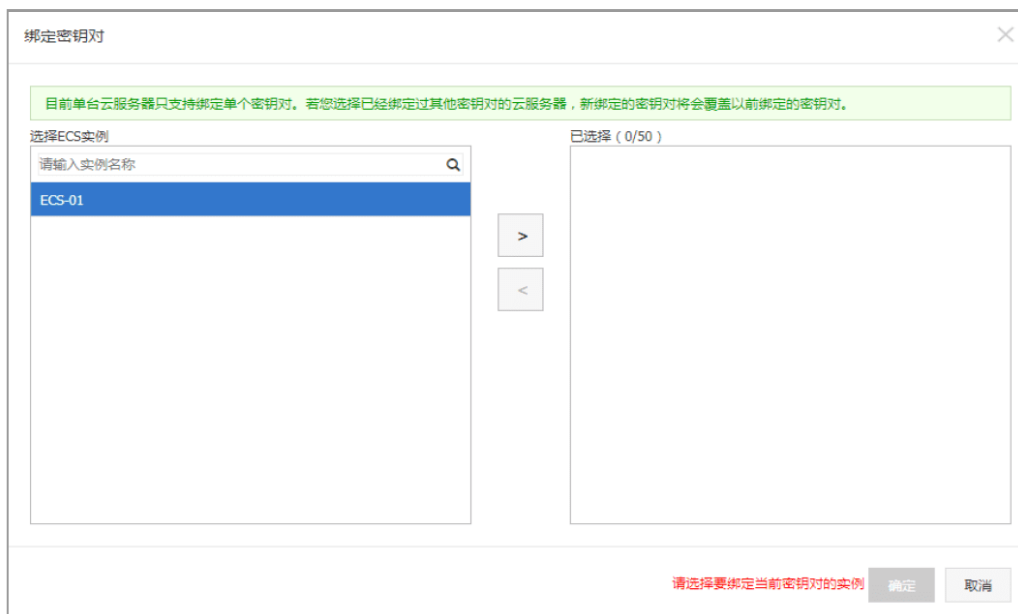 绑定密钥对
目前单台云服务器只支持绑定单个密钥对。若您选择已经绑定过其他密钥对的云服务器，新绑定的密钥对将会覆盖以前绑定的密钥对。
选择ECS实例
已选择（0/50）
请输入实例名称
ECS-01
>
<
请选择要绑定当前密钥对的实例
确定
取消